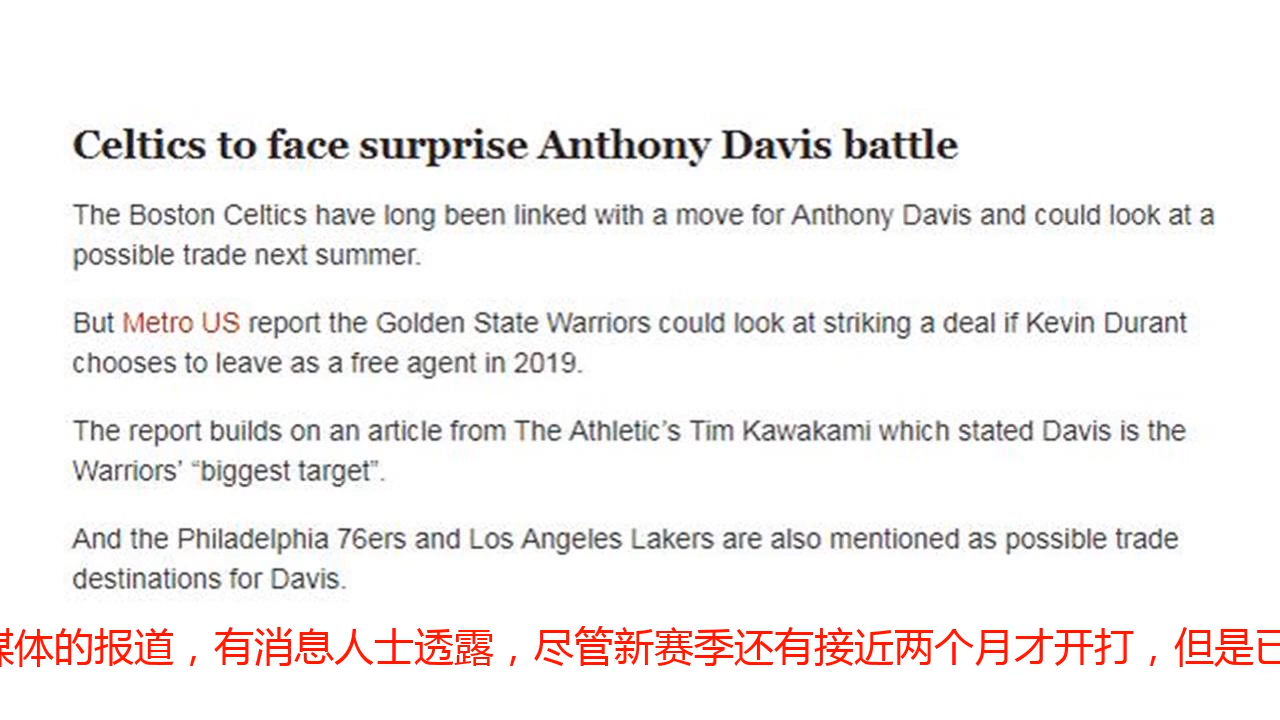 Celtics to face surprise Anthony Davis battle
The Boston Celtics have long been linked with a move for Anthony Davis and could look at a
possible trade next summer.
But Metro US report the Golden State Warriors could look at striking a deal if Kevin Durant
chooses to leave as a free agent in 2019.
The report builds on an article from The Athletic’s Tim Kawakami which stated Davis is the
Warriors’ “biggest target”.
And the Philadelphia 76ers and Los Angeles Lakers are also mentioned as possible trade
destinations for Davis.
媒体的报道，有消息人士透露，尽管新赛季还有接近两个月才开打，但是已